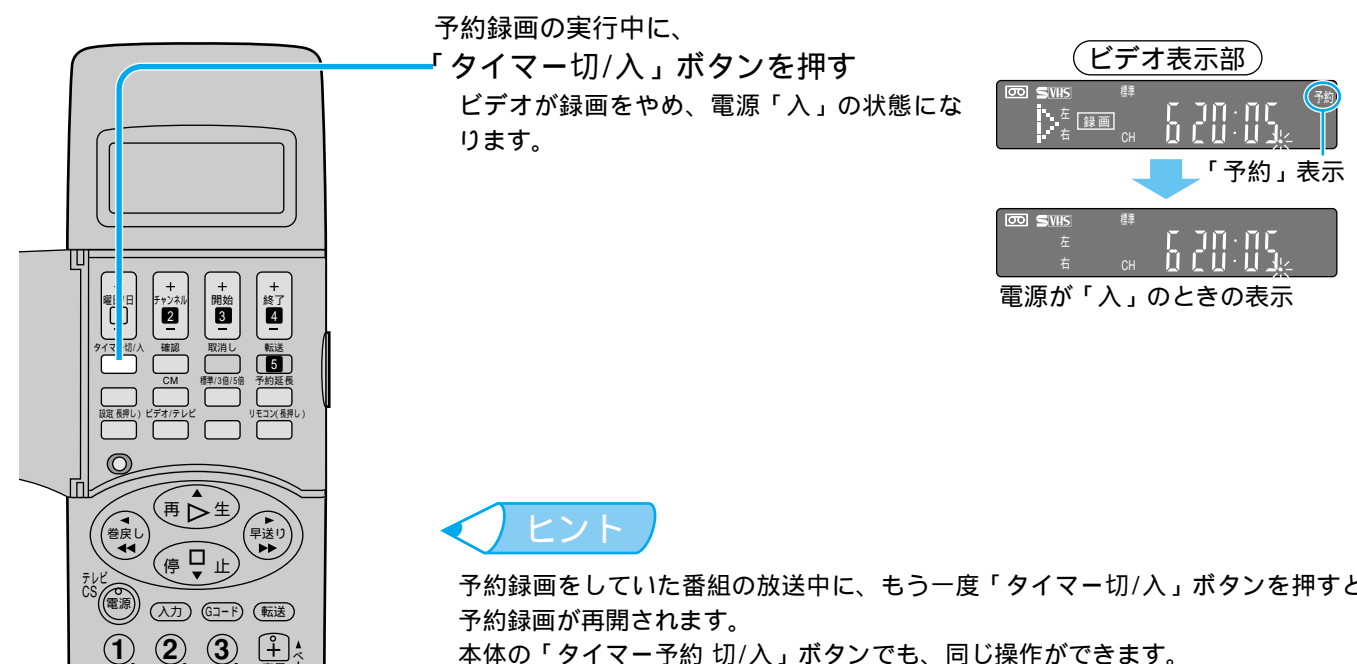 予約録画の実行中に、
「タイマー切/入」ボタンを押す
ビデオが録画をやめ、電源「入」の状態にな
ります。
ビデオ表示部
SVHS 標準 予約
左
右 録画 CH 6 20:05
「予約」表示
SVHS 標準
左
右 CH 6 20:05
電源が「入」のときの表示
+ + + +
曜日/日 チャンネル 開始 終了
2 3 4
タイマー切/入 確認 取消し 転送
5
CM 標準/3倍/5倍 予約延長
設定(長押し) ビデオ/テレビ リモコン(長押し)
再 生
巻戻し 早送り
停 止
テレビ
CS
電源 入力 Gコード 転送
1 2 3 +
ヒント
予約録画をしていた番組の放送中に、もう一度「タイマー切/入」ボタンを押すと
予約録画が再開されます。
本体の「タイマー予約 切/入」ボタンでも、同じ操作ができます。